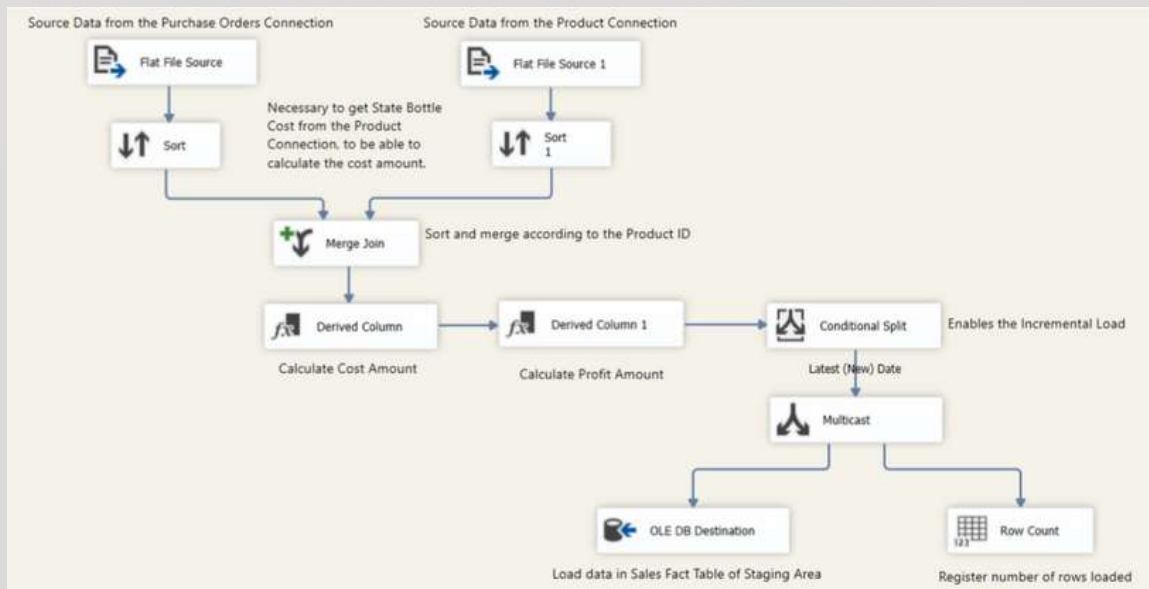 Source Data from the Purchase Orders Connection
Source Data from the Product Connection
Flat File Source
Flat File Source 1
Necessary to get State Bottle
Cost from the Product
Connection, to be able to
calculate the cost amount.
Sort
Sort
1
Merge Join
Sort and merge according to the Product ID
Derived Column
Derived Column 1
Conditional Split
Enables the Incremental Load
Calculate Cost Amount
Calculate Profit Amount
Latest (New) Date
Multicast
OLE DB Destination
123
Row Count
Load data in Sales Fact Table of Staging Area
Register number of rows loaded